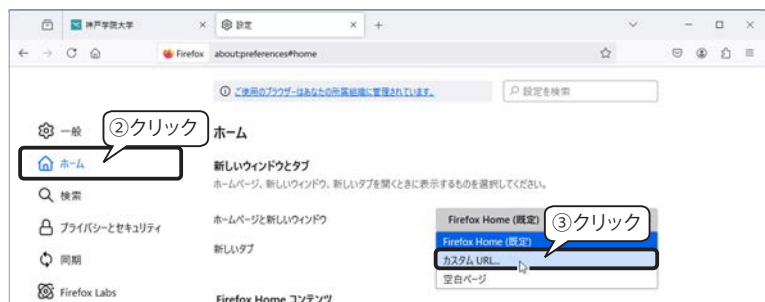 神戸学院大学
設定
Firefox
about:preferences#home
ご使用のブラウザーはあなたの所属組織に管理されています。
設定を検索
一般
②クリック
ホーム
ホーム
新しいウィンドウとタブ
ホームページ、新しいウィンドウ、新しいタブを開くときに表示するものを選択してください。
検索
プライバシーとセキュリティ
ホームページと新しいウィンドウ
Firefox Home (既定)
③クリック
Firefox Home (既定)
新しいタブ
カスタム URL...
同期
空白ページ
Firefox Labs
Firefox Home コンテンツ